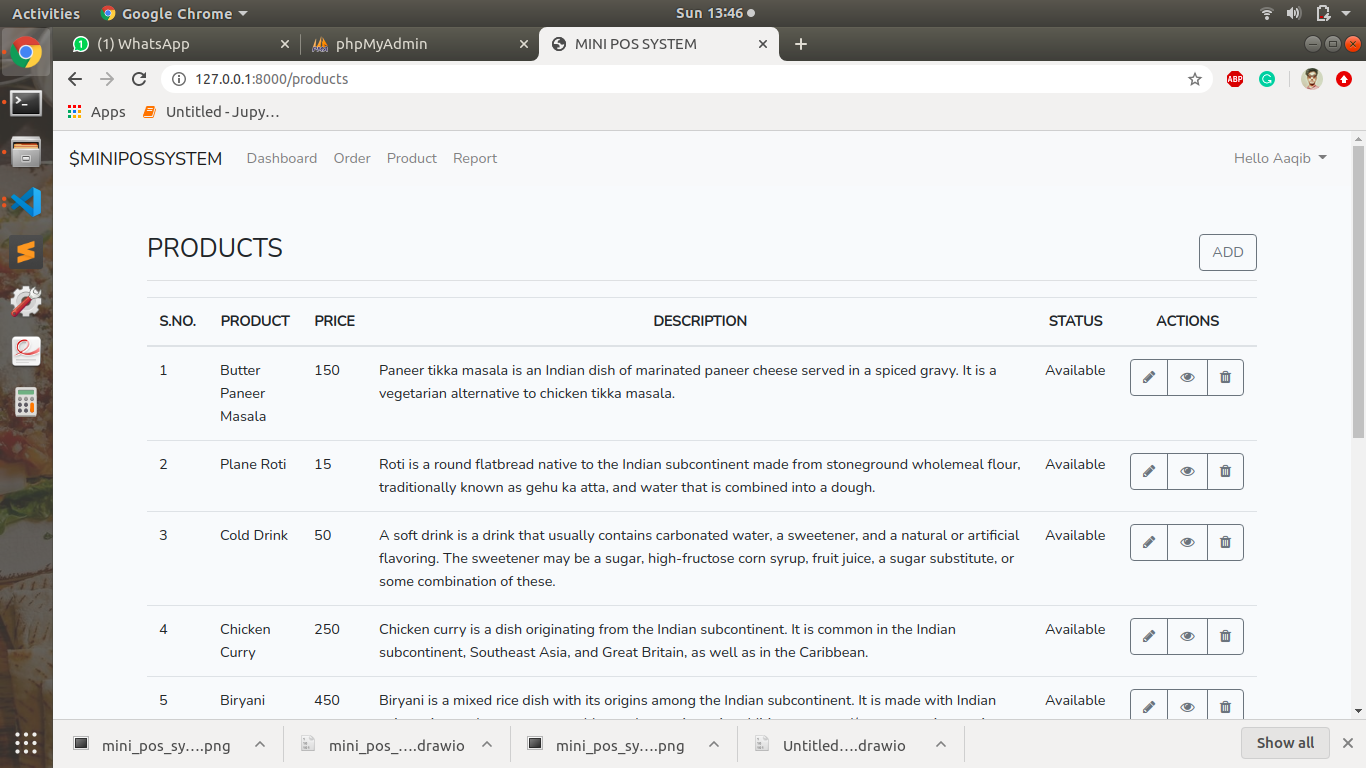 Activities Google Chrome Sun 13:46
(1) WhatsApp phpMyAdmin MINI POS SYSTEM
127.0.0.1:8000/products ABP
Apps Untitled - Jupy…
$MINIPOSSYSTEM Dashboard Order Product Report Hello Aaqib
PRODUCTS ADD
S.NO. PRODUCT PRICE DESCRIPTION STATUS ACTIONS
1 Butter Paneer Masala 150 Paneer tikka masala is an Indian dish of marinated paneer cheese served in a spiced gravy. It is a Available
vegetarian alternative to chicken tikka masala.
2 Plane Roti 15 Roti is a round flatbread native to the Indian subcontinent made from stoneground wholemeal flour, Available
traditionally known as gehu ka atta, and water that is combined into a dough.
3 Cold Drink 50 A soft drink is a drink that usually contains carbonated water, a sweetener, and a natural or artificial Available
flavoring. The sweetener may be a sugar, high-fructose corn syrup, fruit juice, a sugar substitute, or
some combination of these.
4 Chicken Curry 250 Chicken curry is a dish originating from the Indian subcontinent. It is common in the Indian Available
subcontinent, Southeast Asia, and Great Britain, as well as in the Caribbean.
5 Biryani 450 Biryani is a mixed rice dish with its origins among the Indian subcontinent. It is made with Indian Available
mini_pos_sy….png mini_pos_….drawio mini_pos_sy….png Untitled….drawio Show all